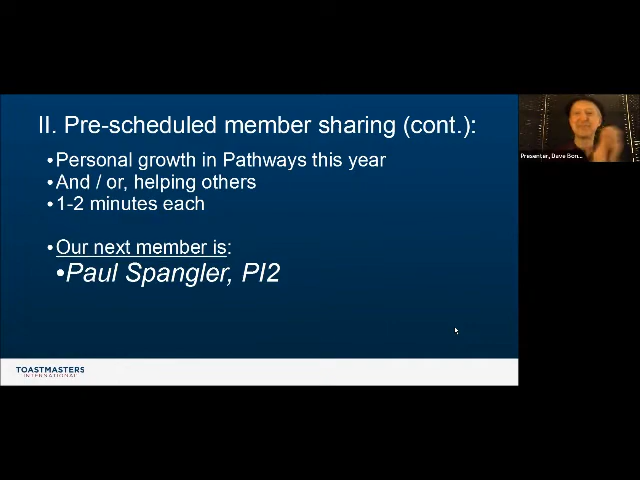 II. Pre-scheduled member sharing (cont.):
•Personal growth in Pathways this year
•And / or, helping others
•1-2 minutes each
•Our next member is:
•Paul Spangler, PI2
TOASTMASTERS
INTERNATIONAL
Presenter, Dave Bon...